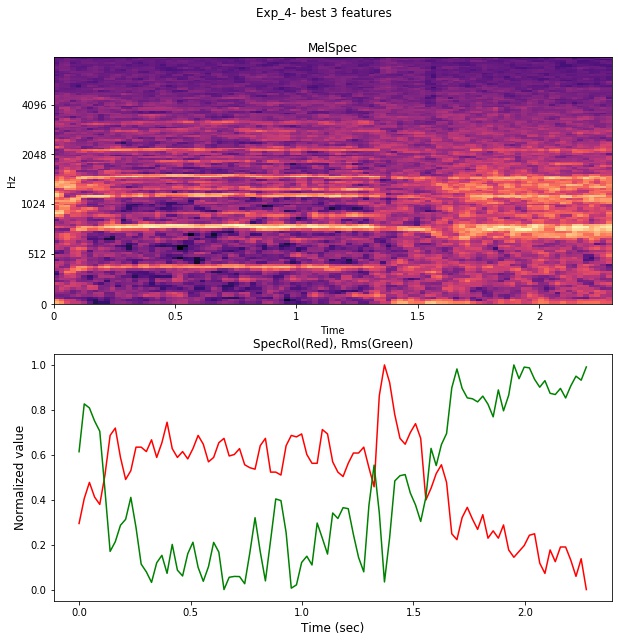 Exp_4- best 3 features
MelSpec
4096
2048
1024
512
0
Hz
0 0.5 1 1.5 2
Time
SpecRol(Red), Rms(Green)
1.0
0.8
0.6
0.4
0.2
0.0
Normalized value
0.0 0.5 1.0 1.5 2.0
Time (sec)